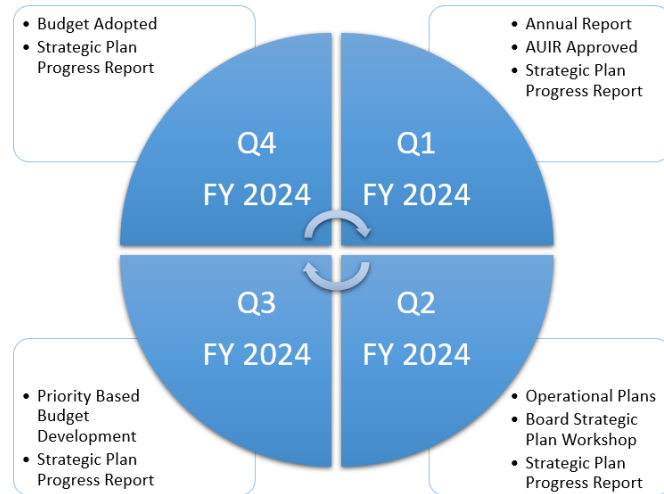 • Budget Adopted
• Strategic Plan
Progress Report
• Annual Report
• AUIR Approved
• Strategic Plan
Progress Report
Q4
FY 2024
Q1
FY 2024
Q3
FY 2024
Q2
FY 2024
• Priority Based
Budget
Development
• Strategic Plan
Progress Report
• Operational Plans
• Board Strategic
Plan Workshop
• Strategic Plan
Progress Report